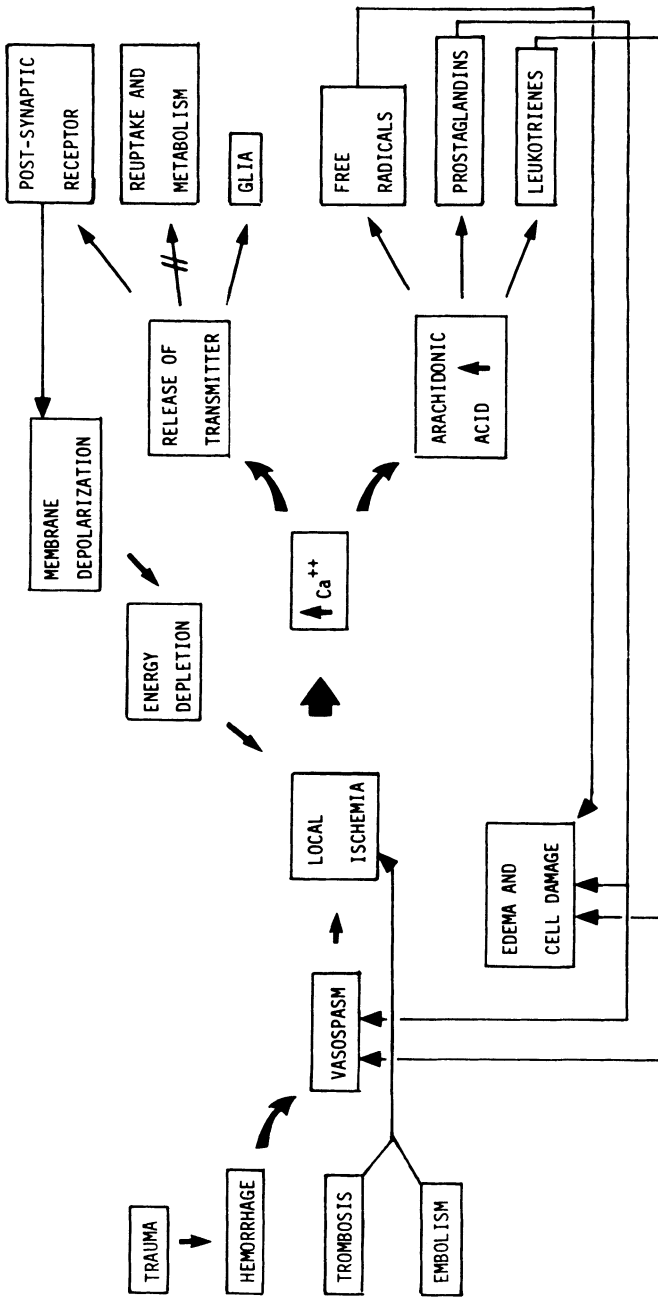 TRAUMA
HEMORRHAGE
TROMBOSIS
EMBOLISM
VASOSPASM
LOCAL
ISCHEMIA
EDEMA AND
CELL DAMAGE
ENERGY
DEPLETION
MEMBRANE
DEPOLARIZATION
Ca++
RELEASE OF
TRANSMITTER
ARACHIDONIC
ACID
POST-SYNAPTIC
RECEPTOR
REUPTAKE AND
METABOLISM
GLIA
FREE
RADICALS
PROSTAGLANDINS
LEUKOTRIENES